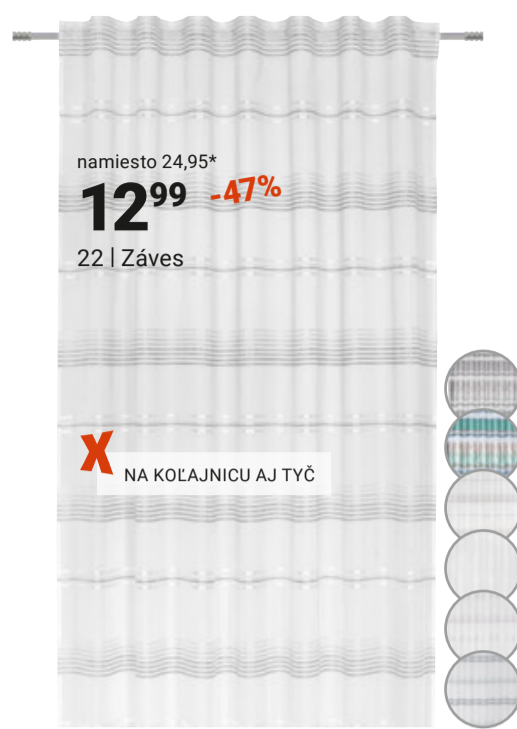 namiesto 24,95*
12⁹⁹ -47%
22 | Záves
X
NA KOĽAJNICU AJ TYČ